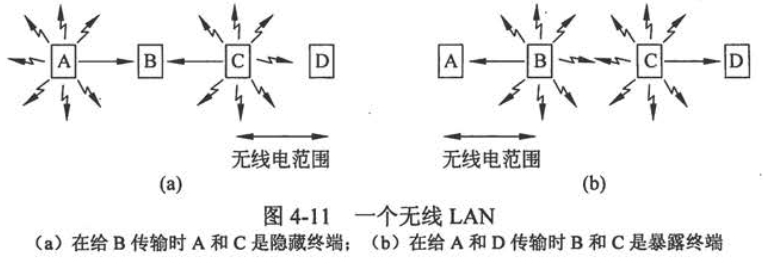 A B C D A B C D
无线电范围 无线电范围
(a) (b)
图 4-11 一个无线 LAN
（a）在给 B 传输时 A 和 C 是隐藏终端；（b）在给 A 和 D 传输时 B 和 C 是暴露终端